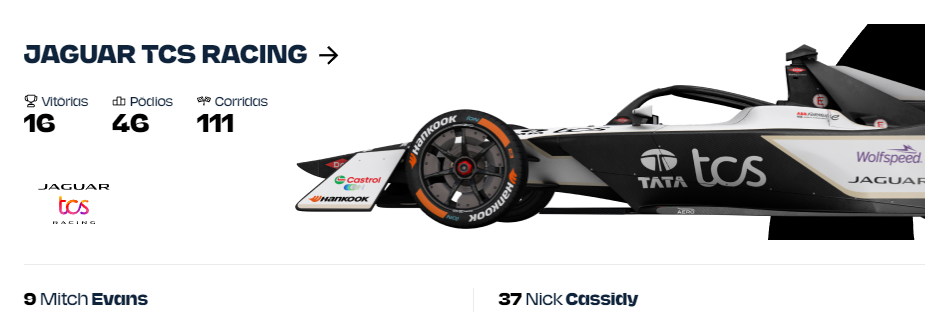 JAGUAR TCS RACING →
Vitórias Pódios Corridas
16 46 111
JAGUAR
tcs
RACING
HANKOOK
HANKOOK
Castrol
HANKOOK
tcs
TATA tcs
Wolfspeed
JAGUAR
AERO
E
E
9 Mitch Evans
37 Nick Cassidy